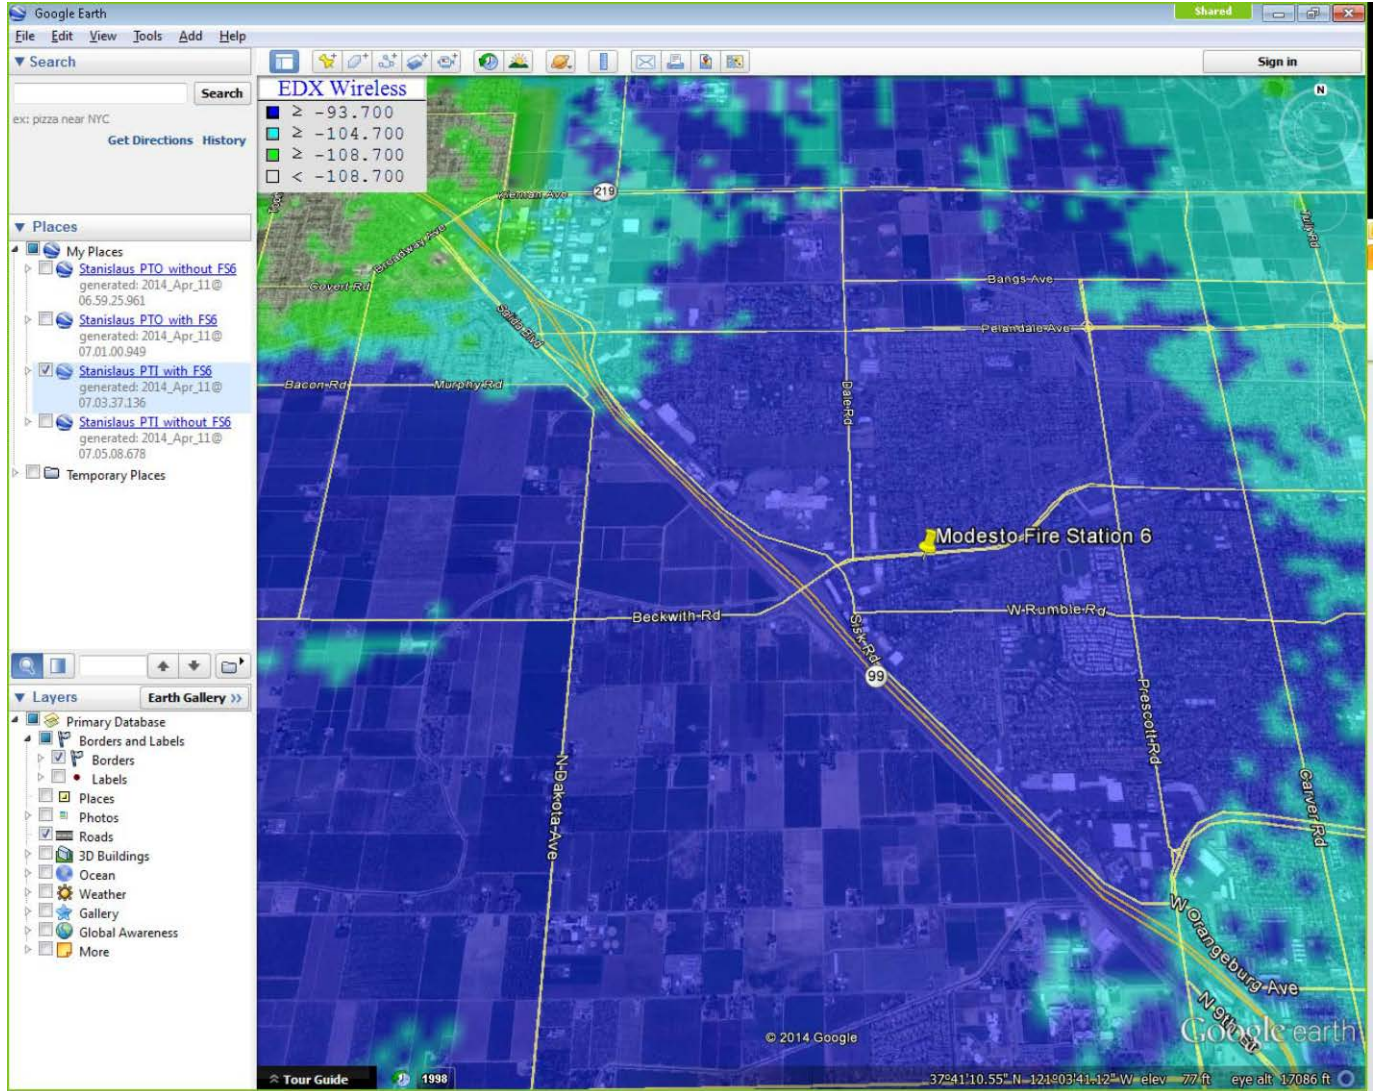 Google Earth
Shared
File Edit View Tools Add Help
Search
Sign in
Search
ex: pizza near NYC
Get Directions History
EDX Wireless
≥ -93.700
≥ -104.700
≥ -108.700
< -108.700
N
Places
My Places
Stanislaus PTO without FS6
generated: 2014_Apr_11@
06.59.25.961
Stanislaus PTO with FS6
generated: 2014_Apr_11@
07.01.00.949
Stanislaus PTI with FS6
generated: 2014_Apr_11@
07.03.37.136
Stanislaus PTI without FS6
generated: 2014_Apr_11@
07.05.08.678
Temporary Places
Layers
Earth Gallery >>
Primary Database
Borders and Labels
Borders
Labels
Places
Photos
Roads
3D Buildings
Ocean
Weather
Gallery
Global Awareness
More
Kiernan Ave
219
Tully Rd
Broadway Ave
Covert Rd
Bangs Ave
Salida Blvd
Pelandale Ave
Bacon Rd
Murphy Rd
Dale Rd
Modesto Fire Station 6
Beckwith Rd
W Rumble Rd
Sisk Rd
99
Prescott Rd
N Dakota Ave
Carver Rd
W Orangeburg Ave
N 9th St
Google earth
© 2014 Google
Tour Guide
1998
37°41'10.55" N 121°03'41.12" W elev 77 ft eye alt 17086 ft